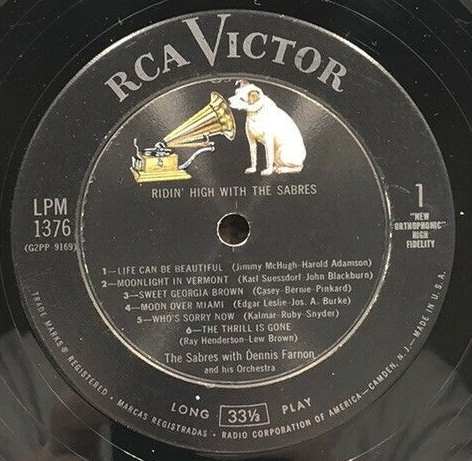 RCA VICTOR
RIDIN' HIGH WITH THE SABRES
LPM
1376
(G2PP 9169)
1
"NEW
ORTHOPHONIC"
HIGH
FIDELITY
1—LIFE CAN BE BEAUTIFUL (Jimmy McHugh-Harold Adamson)
2—MOONLIGHT IN VERMONT (Karl Suessdorf-John Blackburn)
3—SWEET GEORGIA BROWN (Casey-Bernie-Pinkard)
4—MOON OVER MIAMI (Edgar Leslie-Jos. A. Burke)
5—WHO'S SORRY NOW (Kalmar-Ruby-Snyder)
6—THE THRILL IS GONE
(Ray Henderson-Lew Brown)
The Sabres with Dennis Farnon
and his Orchestra
LONG 33⅓ PLAY
TRADE MARKS ® REGISTERED • MARCAS REGISTRADAS • RADIO CORPORATION OF AMERICA—CAMDEN, N.J.—MADE IN U.S.A.